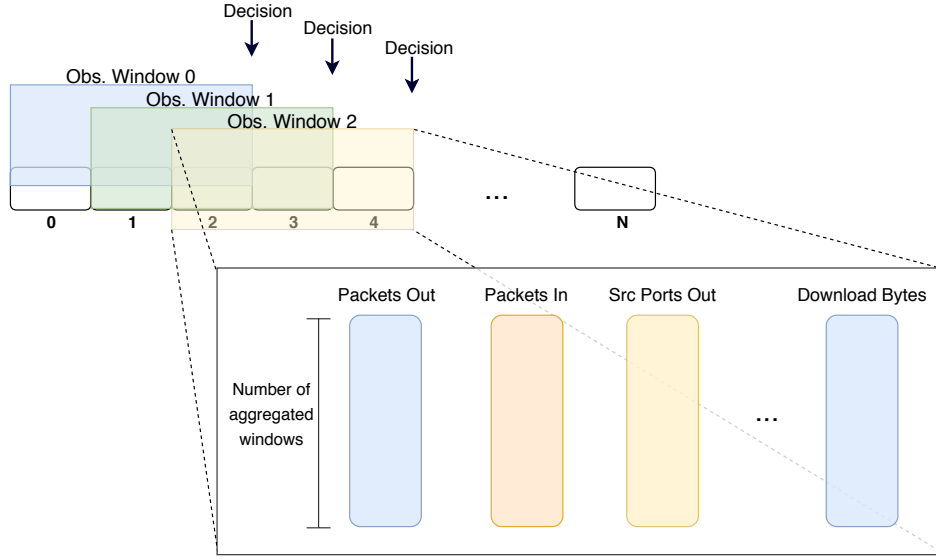 Decision
Decision
Decision
Obs. Window 0
Obs. Window 1
Obs. Window 2
0 1 2 3 4 ... N
Packets Out Packets In Src Ports Out Download Bytes
Number of
aggregated
windows
...